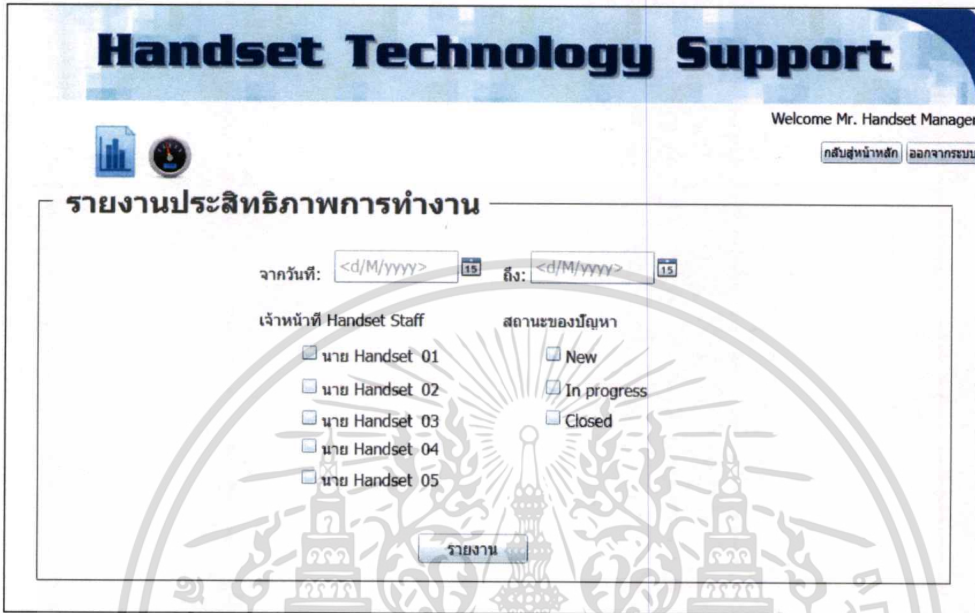 Handset Technology Support
Welcome Mr. Handset Manager
กลับสู่หน้าหลัก ออกจากระบบ
รายงานประสิทธิภาพการทำงาน
จากวันที่: <d/M/yyyy> 15 ถึง: <d/M/yyyy> 15
เจ้าหน้าที่ Handset Staff สถานะของปัญหา
นาย Handset 01 New
นาย Handset 02 In progress
นาย Handset 03 Closed
นาย Handset 04
นาย Handset 05
รายงาน